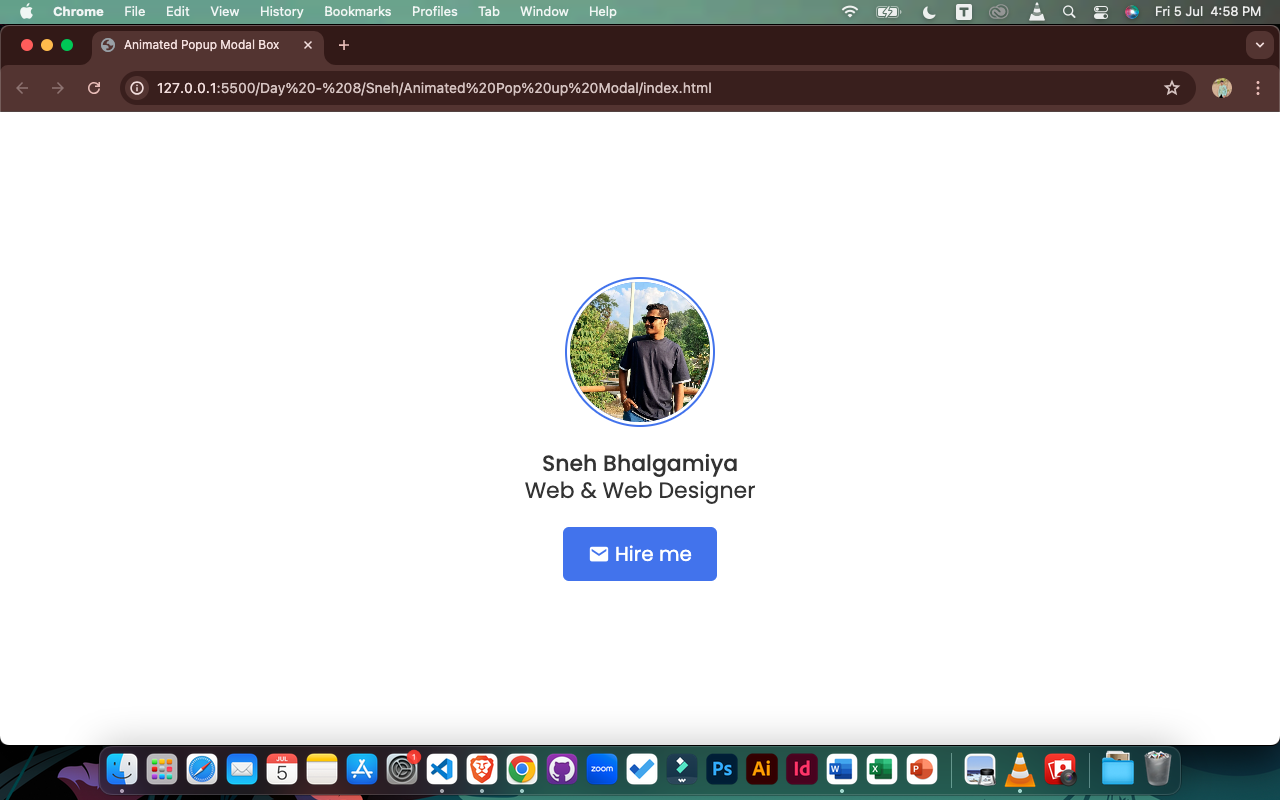 Chrome File Edit View History Bookmarks Profiles Tab Window Help T Fri 5 Jul 4:58 PM
Animated Popup Modal Box
127.0.0.1:5500/Day%20-%208/Sneh/Animated%20Pop%20up%20Modal/index.html
Sneh Bhalgamiya
Web & Web Designer
Hire me
JUL
5
1
zoom
Ps
Ai
Id
W
X
P